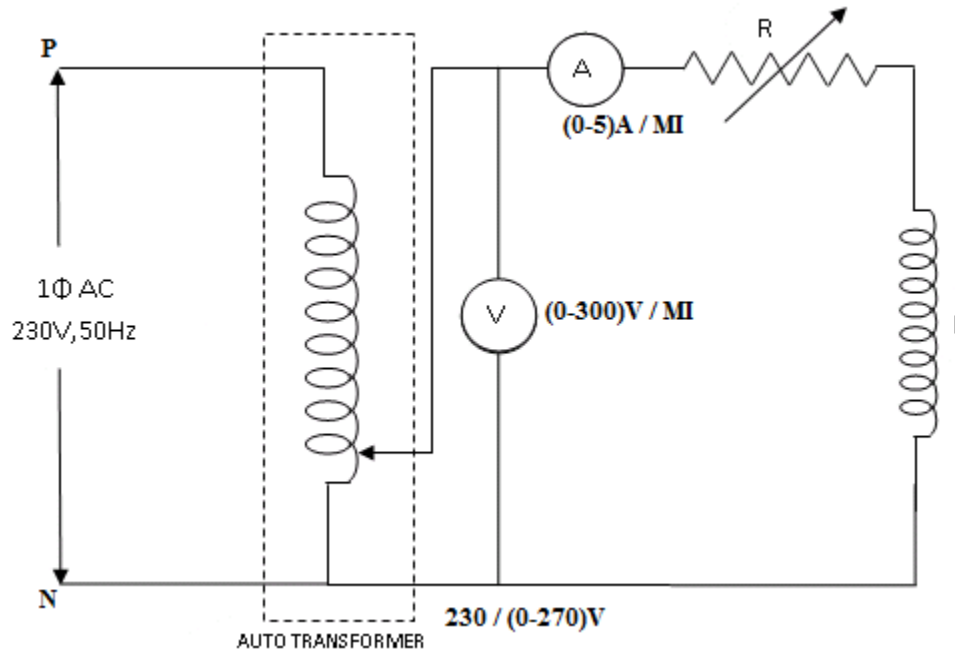 P
R
A
(0-5)A / MI
1Φ AC
230V,50Hz
V
(0-300)V / MI
N
230 / (0-270)V
AUTO TRANSFORMER